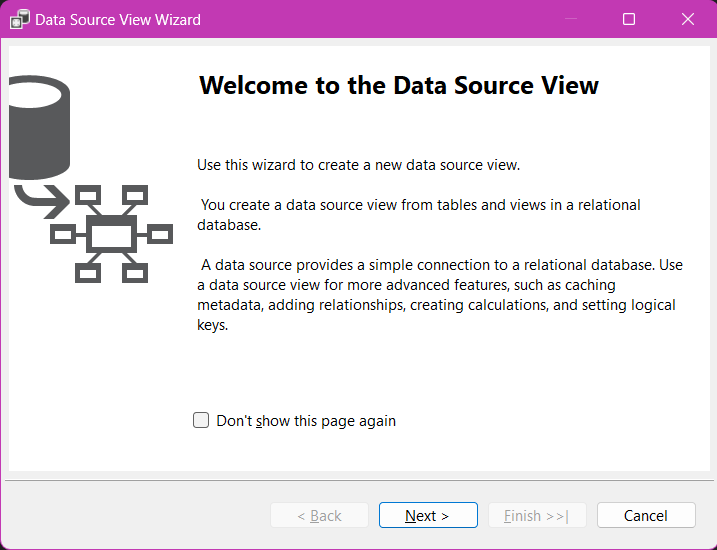 Data Source View Wizard
Welcome to the Data Source View
Use this wizard to create a new data source view.
You create a data source view from tables and views in a relational
database.
A data source provides a simple connection to a relational database. Use
a data source view for more advanced features, such as caching
metadata, adding relationships, creating calculations, and setting logical
keys.
Don't show this page again
< Back Next > Finish >>| Cancel